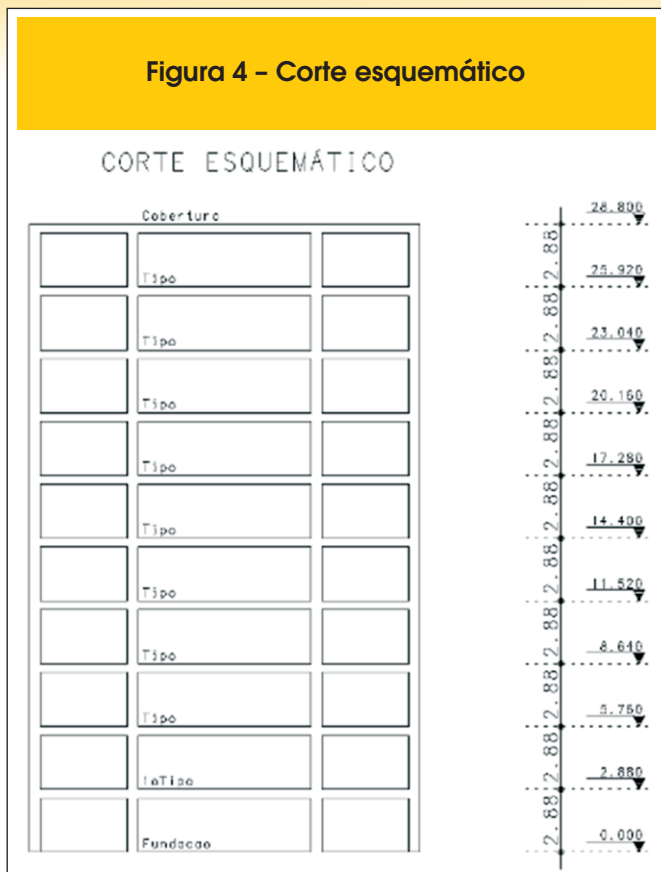 Figura 4 – Corte esquemático
CORTE ESQUEMÁTICO
Cobertura
Tipo
Tipo
Tipo
Tipo
Tipo
Tipo
Tipo
Tipo
1oTipo
Fundacao
28.800
2.88
25.920
2.88
23.040
2.88
20.160
2.88
17.280
2.88
14.400
2.88
11.520
2.88
8.640
2.88
5.760
2.88
2.880
2.88
0.000